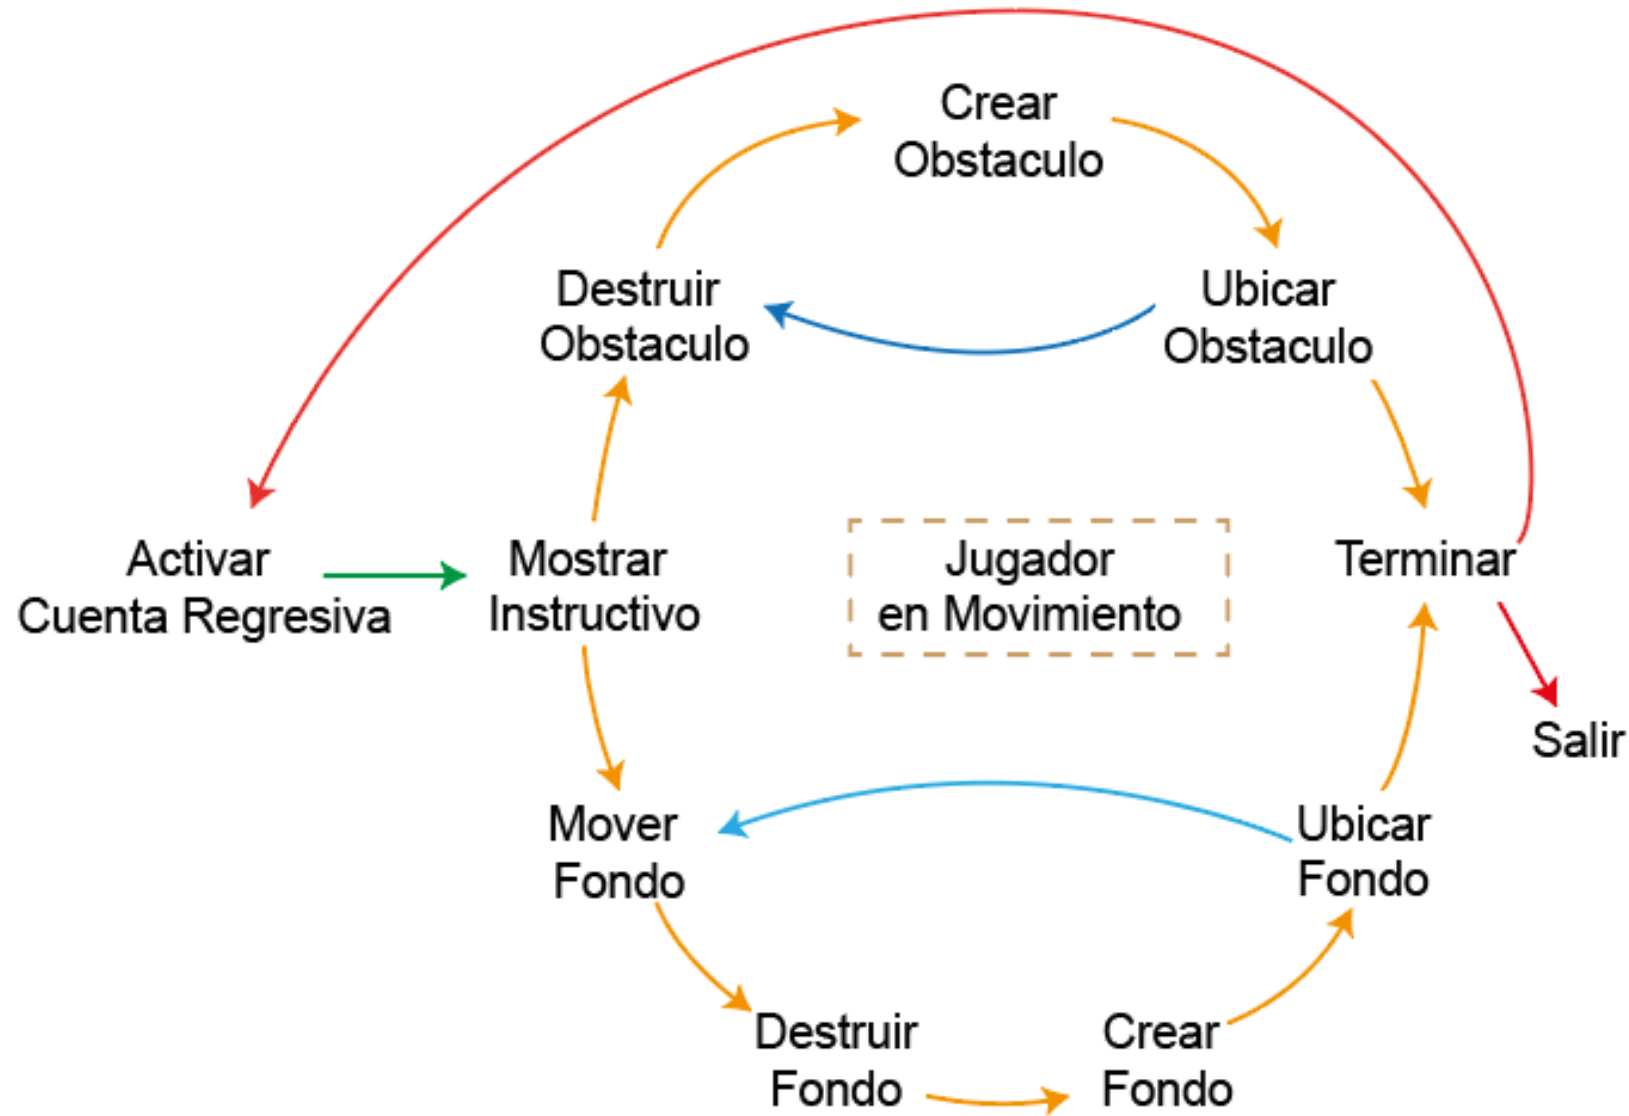 Crear
Obstaculo
Destruir
Obstaculo
Ubicar
Obstaculo
Activar
Cuenta Regresiva
Mostrar
Instructivo
Jugador
en Movimiento
Terminar
Salir
Mover
Fondo
Ubicar
Fondo
Destruir
Fondo
Crear
Fondo